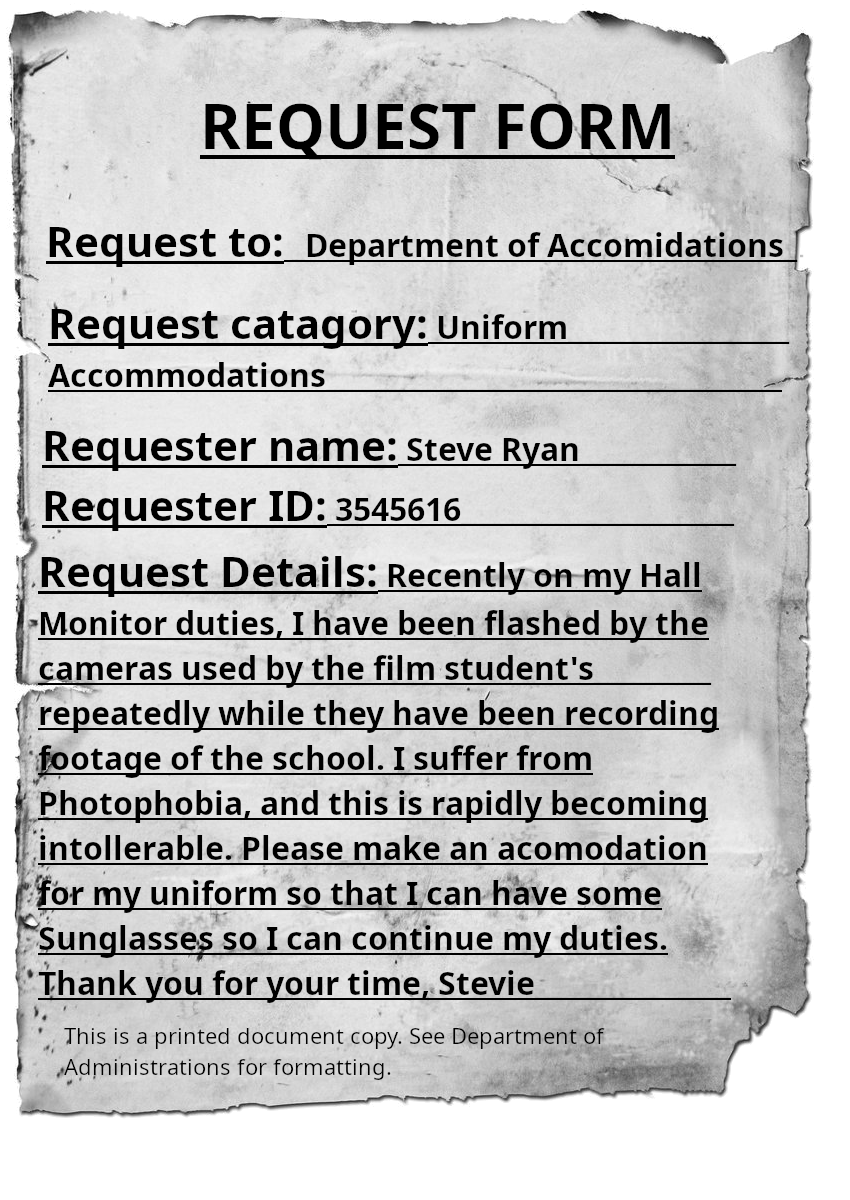 REQUEST FORM
Request to: Department of Accomidations
Request catagory: Uniform
Accommodations
Requester name: Steve Ryan
Requester ID: 3545616
Request Details: Recently on my Hall
Monitor duties, I have been flashed by the
cameras used by the film student's
repeatedly while they have been recording
footage of the school. I suffer from
Photophobia, and this is rapidly becoming
intollerable. Please make an acomodation
for my uniform so that I can have some
Sunglasses so I can continue my duties.
Thank you for your time, Stevie
This is a printed document copy. See Department of
Administrations for formatting.